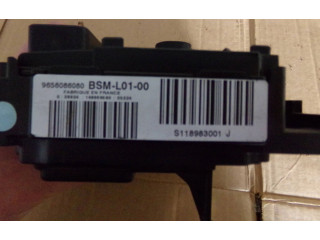 9658086080 BSM-L01-00
FABRIQUE EN FRANCE
S118983001 J